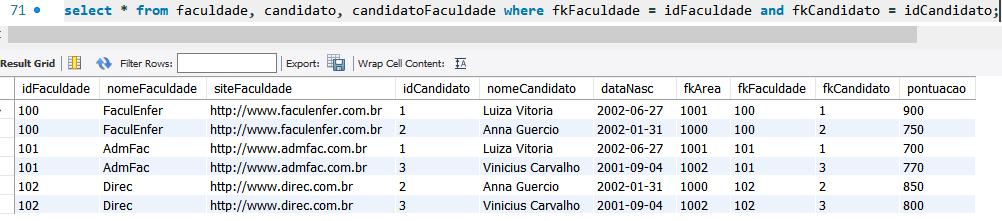 71 select * from faculdade, candidato, candidatoFaculdade where fkFaculdade = idFaculdade and fkCandidato = idCandidato;
Result Grid Filter Rows: Export: Wrap Cell Content:
idFaculdade nomeFaculdade siteFaculdade idCandidato nomeCandidato dataNasc fkArea fkFaculdade fkCandidato pontuacao
100 FaculEnfer http://www.faculenfer.com.br 1 Luiza Vitoria 2002-06-27 1001 100 1 900
100 FaculEnfer http://www.faculenfer.com.br 2 Anna Guercio 2002-01-31 1000 100 2 750
101 AdmFac http://www.admfac.com.br 1 Luiza Vitoria 2002-06-27 1001 101 1 700
101 AdmFac http://www.admfac.com.br 3 Vinicius Carvalho 2001-09-04 1002 101 3 770
102 Direc http://www.direc.com.br 2 Anna Guercio 2002-01-31 1000 102 2 850
102 Direc http://www.direc.com.br 3 Vinicius Carvalho 2001-09-04 1002 102 3 800